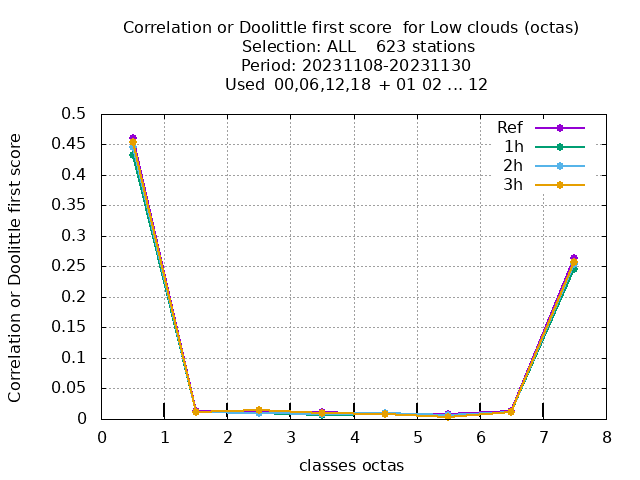 Correlation or Doolittle first score  for Low clouds (octas)
Selection: ALL    623 stations
Period: 20231108-20231130
Used  00,06,12,18  + 01 02 ... 12
Correlation or Doolittle first score
0.5
0.45
0.4
0.35
0.3
0.25
0.2
0.15
0.1
0.05
0
Ref
1h
2h
3h
0 1 2 3 4 5 6 7 8
classes octas